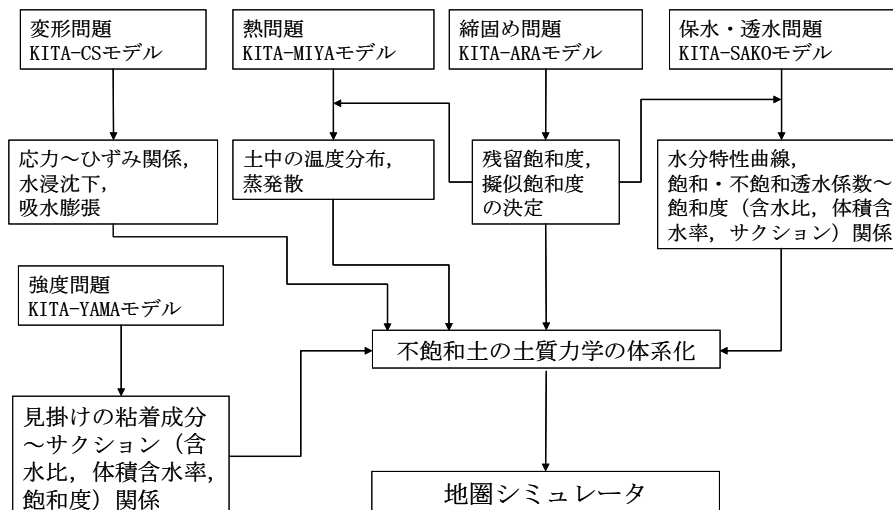 変形問題
KITA-CSモデル
熱問題
KITA-MIYAモデル
締固め問題
KITA-ARAモデル
保水・透水問題
KITA-SAKOモデル
応力～ひずみ関係,
水浸沈下,
吸水膨張
土中の温度分布,
蒸発散
残留飽和度,
擬似飽和度
の決定
水分特性曲線,
飽和・不飽和透水係数～
飽和度（含水比, 体積含
水率, サクション）関係
強度問題
KITA-YAMAモデル
不飽和土の土質力学の体系化
見掛けの粘着成分
～サクション（含
水比, 体積含水率,
飽和度）関係
地圏シミュレータ